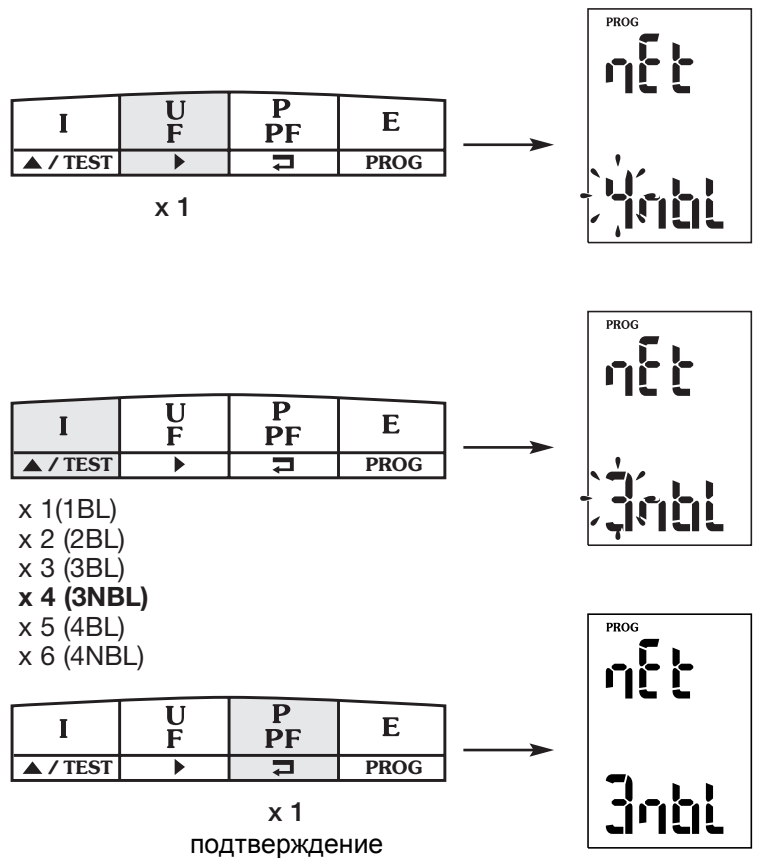 PROG
nEt
I U F P PF E
▲ / TEST ▶ ⮌ PROG
4nbL
x 1
PROG
nEt
I U F P PF E
▲ / TEST ▶ ⮌ PROG
3nbL
x 1(1BL)
x 2 (2BL)
x 3 (3BL)
x 4 (3NBL)
x 5 (4BL)
x 6 (4NBL)
PROG
nEt
I U F P PF E
▲ / TEST ▶ ⮌ PROG
3nbL
x 1
подтверждение